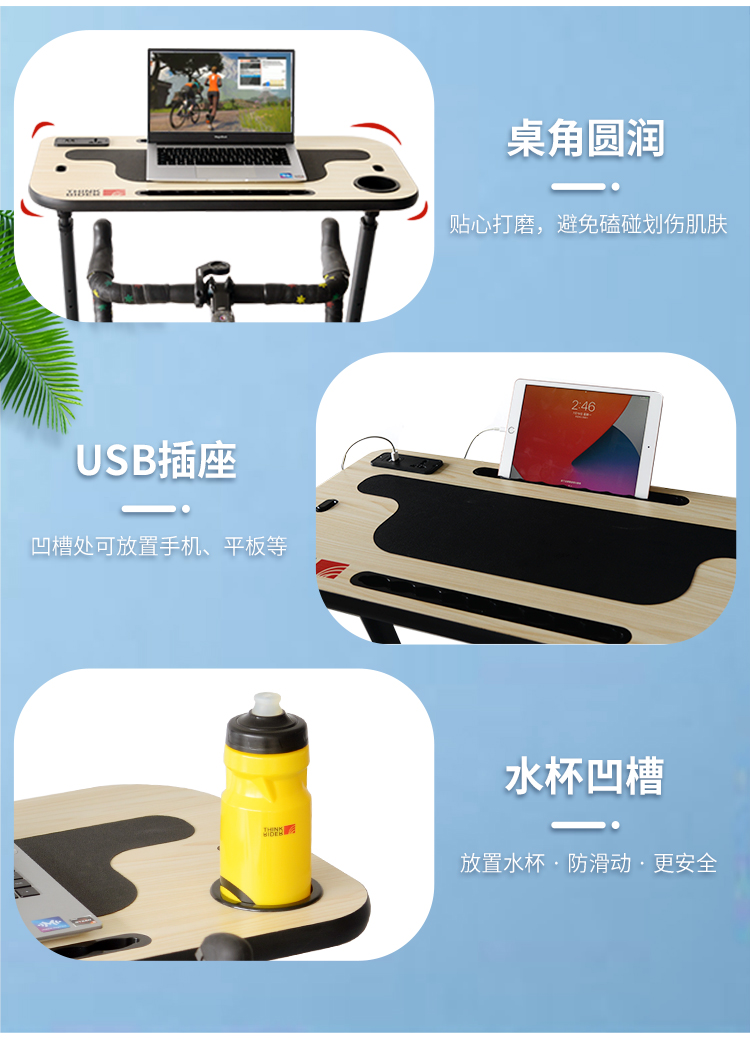 桌角圆润
贴心打磨，避免磕碰划伤肌肤
THINK
RIDER
USB插座
凹槽处可放置手机、平板等
2:46
水杯凹槽
放置水杯 · 防滑动 · 更安全
THINK
RIDER